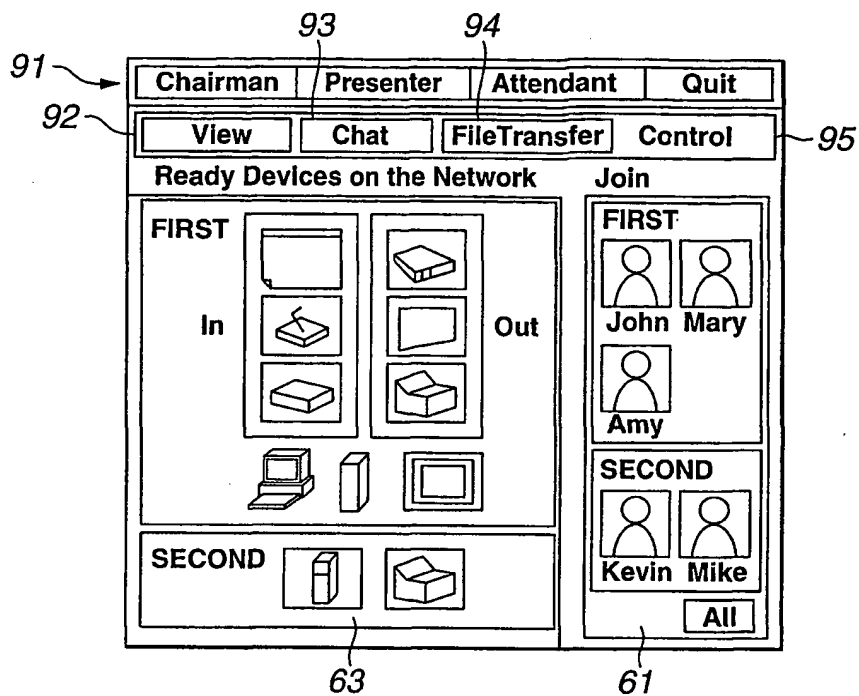 93 94
91 Chairman Presenter Attendant Quit
92 View Chat FileTransfer Control 95
Ready Devices on the Network Join
FIRST FIRST
In Out
John Mary
Amy
SECOND SECOND
Kevin Mike
All
63 61